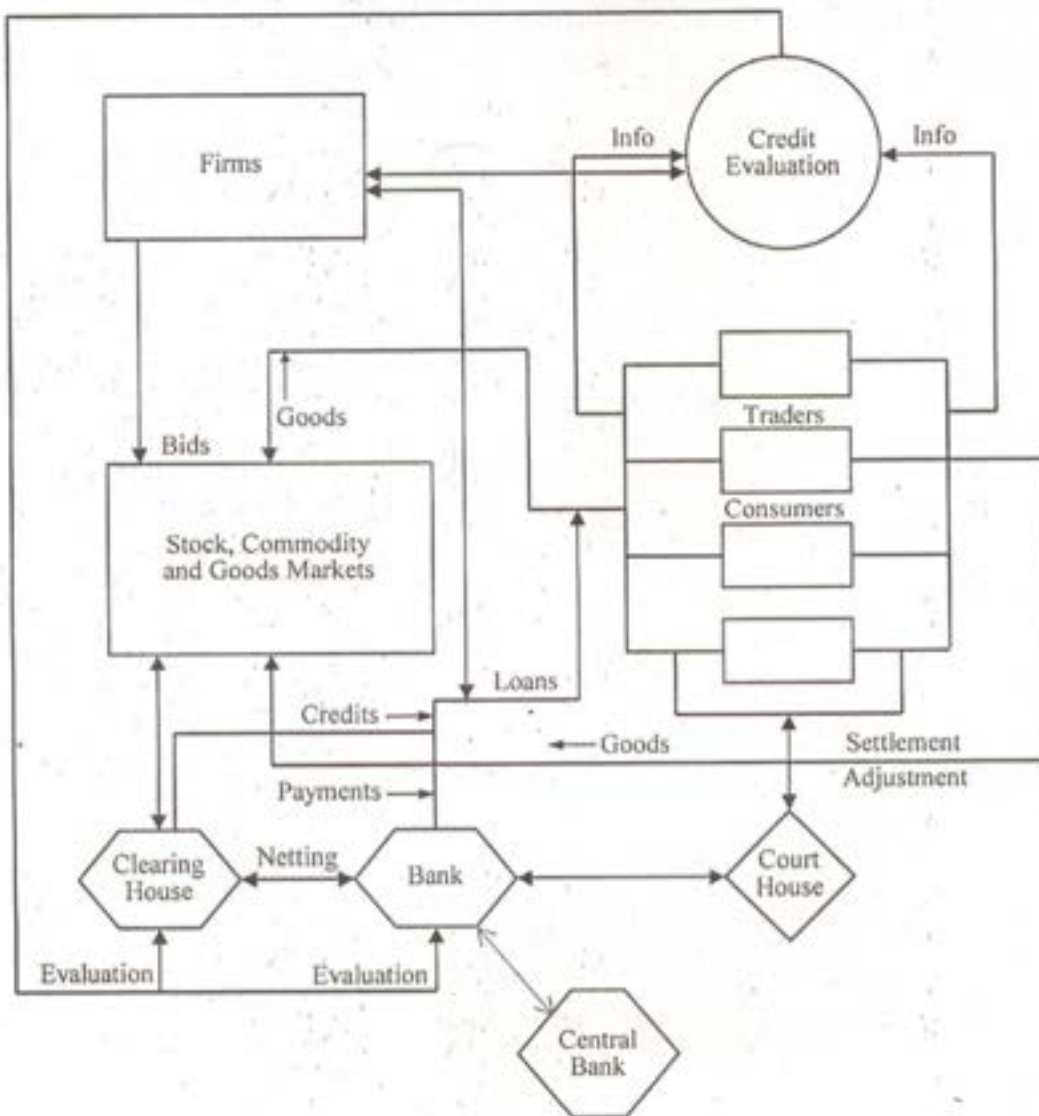 Info
Credit
Evaluation
Info
Firms
Goods
Traders
Bids
Consumers
Stock, Commodity
and Goods Markets
Loans
Credits
Goods
Settlement
Adjustment
Payments
Clearing
House
Netting
Bank
Court
House
Evaluation
Evaluation
Central
Bank